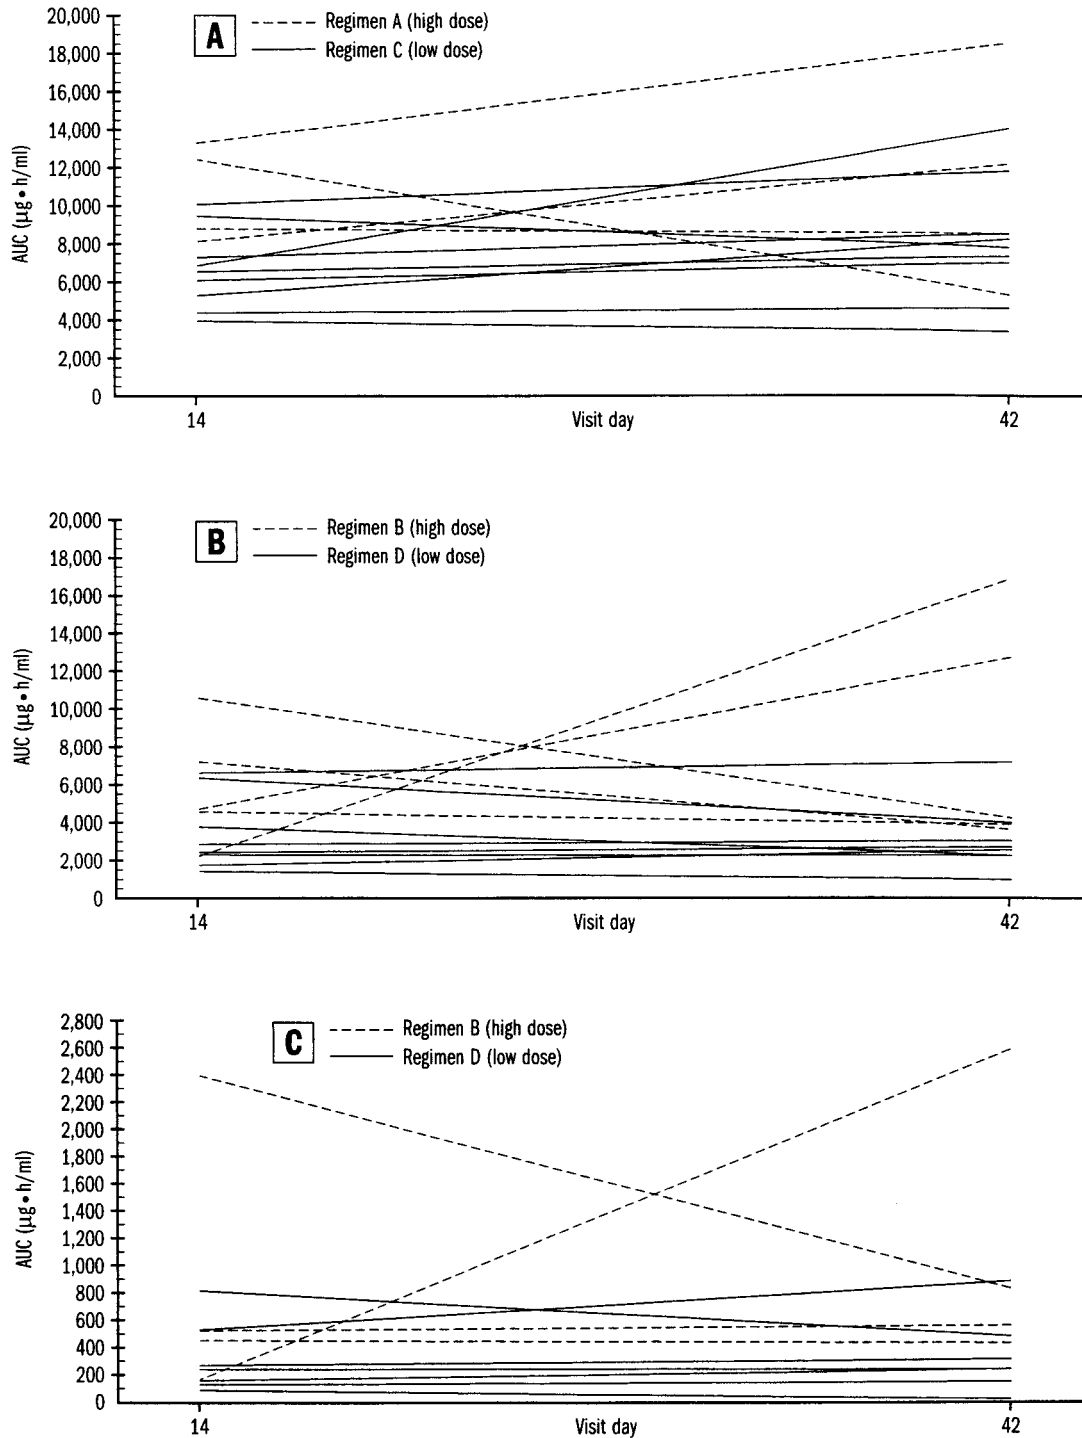 A
Regimen A (high dose)
Regimen C (low dose)
AUC (μg•h/ml)
20,000
18,000
16,000
14,000
12,000
10,000
8,000
6,000
4,000
2,000
0
14
Visit day
42
B
Regimen B (high dose)
Regimen D (low dose)
AUC (μg•h/ml)
20,000
18,000
16,000
14,000
12,000
10,000
8,000
6,000
4,000
2,000
0
14
Visit day
42
C
Regimen B (high dose)
Regimen D (low dose)
AUC (μg•h/ml)
2,800
2,600
2,400
2,200
2,000
1,800
1,600
1,400
1,200
1,000
800
600
400
200
0
14
Visit day
42